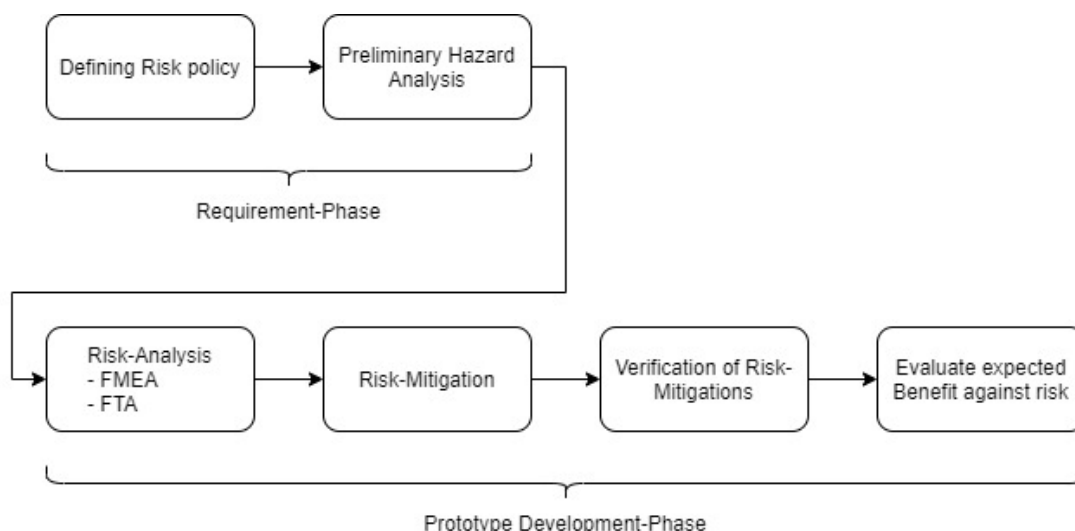 Defining Risk policy
Preliminary Hazard
Analysis
Requirement-Phase
Risk-Analysis
- FMEA
- FTA
Risk-Mitigation
Verification of Risk-
Mitigations
Evaluate expected
Benefit against risk
Prototype Development-Phase